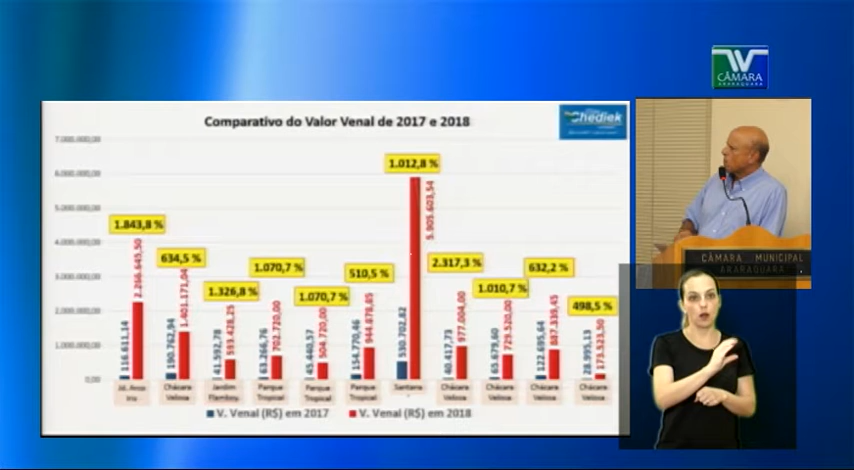 CÂMARA
ARARAQUARA
Comparativo do Valor Venal de 2017 e 2018
Chediek
7.000.000,00
6.000.000,00
5.000.000,00
4.000.000,00
3.000.000,00
2.000.000,00
1.000.000,00
0,00
1.843,8 %
634,5 %
1.326,8 %
1.070,7 %
1.070,7 %
510,5 %
1.012,8 %
2.317,3 %
1.010,7 %
632,2 %
498,5 %
116.611,14
2.266.645,50
190.762,94
1.401.171,04
41.592,78
593.428,25
63.266,76
702.720,00
45.440,57
504.720,00
154.770,46
944.878,85
530.702,82
5.905.603,54
40.417,73
977.004,00
65.679,60
729.520,00
122.695,64
887.339,45
28.995,13
173.523,50
Jd. Arco
Iris
Chácara
Velosa
Jardim
Parque
Tropical
Parque
Tropical
Parque
Tropical
Santana
Chácara
Velosa
Chácara
Velosa
Chácara
Velosa
Chácara
Velosa
V. Venal (R$) em 2017
V. Venal (R$) em 2018
CÂMARA MUNICIPAL
ARARAQUARA